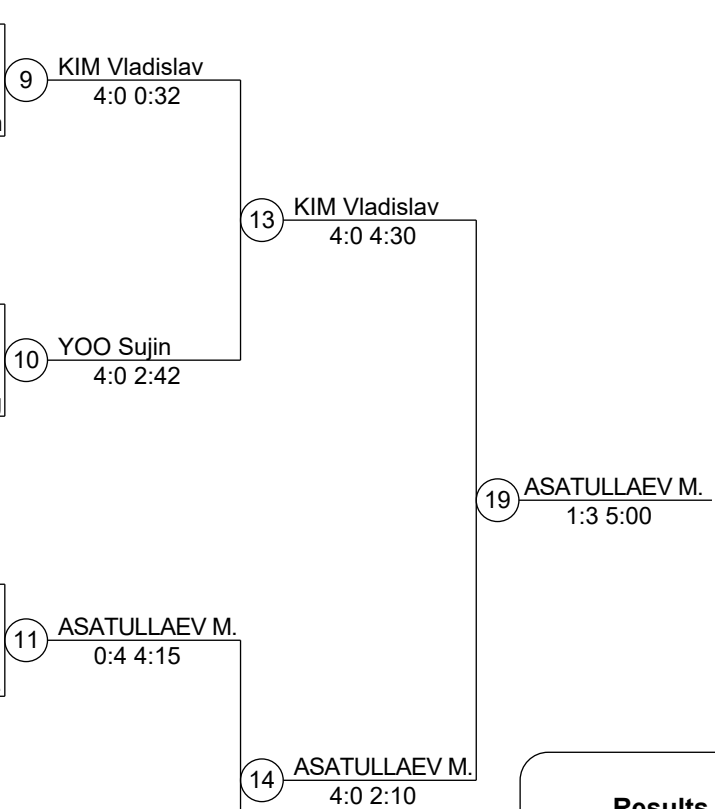 9
KIM Vladislav
4:0 0:32
13
KIM Vladislav
4:0 4:30
10
YOO Sujin
4:0 2:42
19
ASATULLAEV M.
1:3 5:00
11
ASATULLAEV M.
0:4 4:15
14
ASATULLAEV M.
4:0 2:10
Results